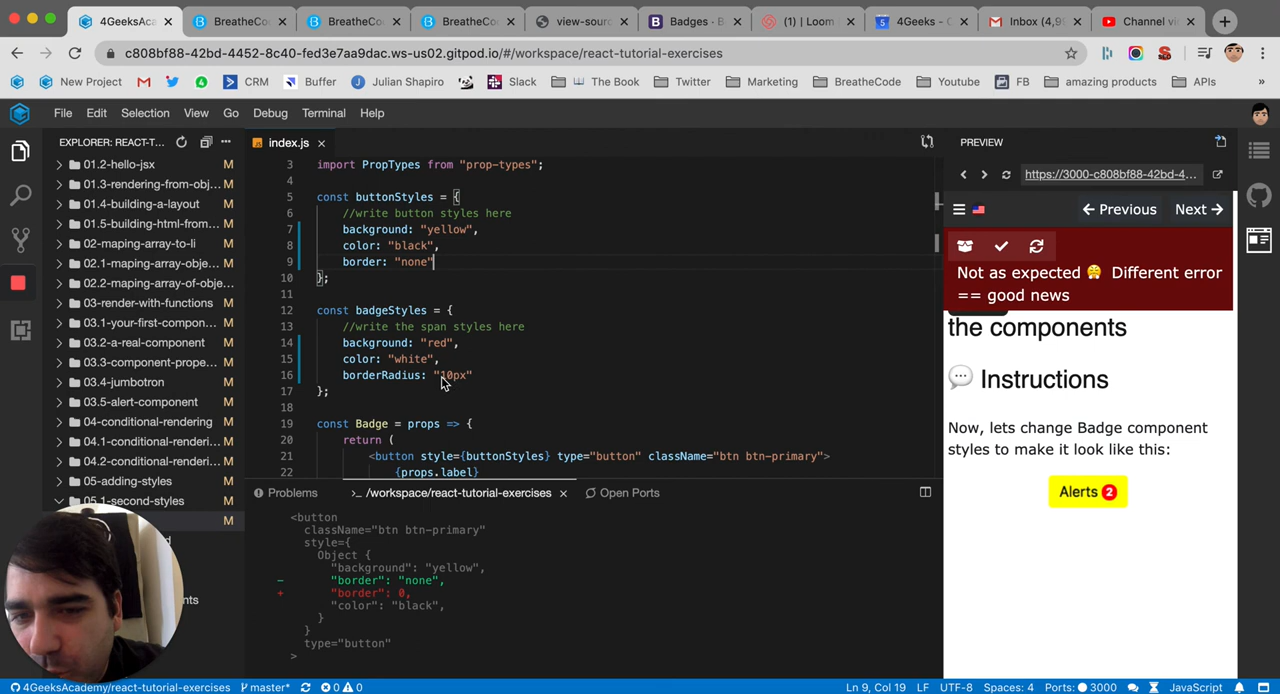 4GeeksAca
BreatheCod
BreatheCo
BreatheCo
view-sour
Badges · B
(1) | Loom
4Geeks - C
Inbox (4,9
Channel vi
c808bf88-42bd-4452-8c40-fed3e7aa9dac.ws-us02.gitpod.io/#/workspace/react-tutorial-exercises
New Project
CRM
Buffer
Julian Shapiro
Slack
The Book
Twitter
Marketing
BreatheCode
Youtube
FB
amazing products
APIs
»
File Edit Selection View Go Debug Terminal Help
EXPLORER: REACT-T...
index.js
PREVIEW
01.2-hello-jsx M
01.3-rendering-from-obj... M
01.4-building-a-layout M
01.5-building-html-from... M
02-maping-array-to-li M
02.1-maping-array-object... M
02.2-maping-array-of-obje... M
03-render-with-functions M
03.1-your-first-compon... M
03.2-a-real-component M
03.3-component-prope... M
03.4-jumbotron M
03.5-alert-component M
04-conditional-rendering M
04.1-conditional-renderi... M
04.2-conditional-renderi... M
05-adding-styles M
05.1-second-styles M
M
3 import PropTypes from "prop-types";
4
5 const buttonStyles = {
6 //write button styles here
7 background: "yellow",
8 color: "black",
9 border: "none"
10 };
11
12 const badgeStyles = {
13 //write the span styles here
14 background: "red",
15 color: "white",
16 borderRadius: "10px"
17 };
18
19 const Badge = props => {
20 return (
21 <button style={buttonStyles} type="button" className="btn btn-primary">
22 {props.label}
Problems
>_ /workspace/react-tutorial-exercises
Open Ports
<button
className="btn btn-primary"
style={
Object {
"background": "yellow",
- "border": "none",
+ "border": 0,
"color": "black",
}
}
type="button"
>
https://3000-c808bf88-42bd-4...
Previous
Next
Not as expected 😤 Different error
== good news
the components
💬 Instructions
Now, lets change Badge component
styles to make it look like this:
Alerts 2
4GeeksAcademy/react-tutorial-exercises
master*
0
0
Ln 9, Col 19
LF
UTF-8
Spaces: 4
Ports: 3000
JavaScript